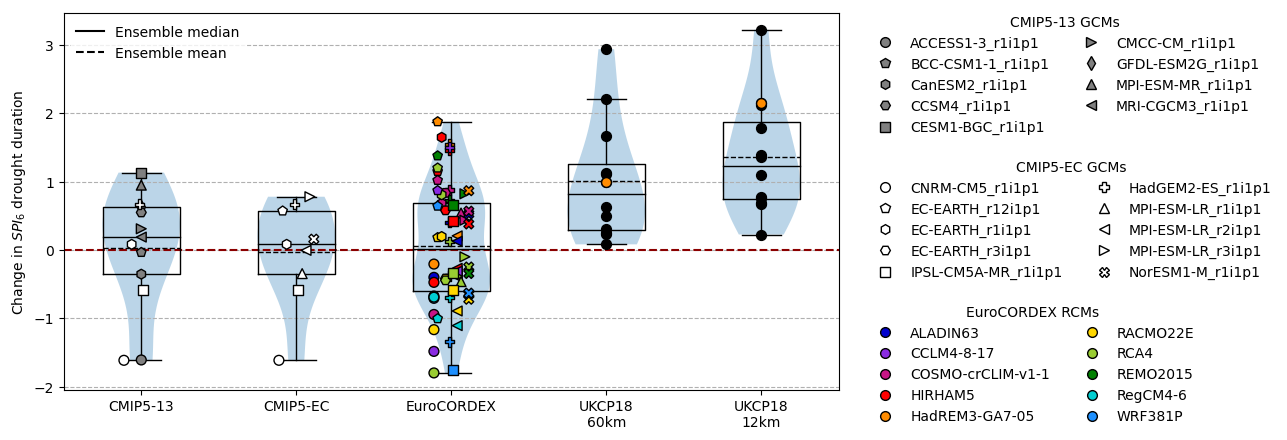 Ensemble median
Ensemble mean
Change in SPI6 drought duration
3
2
1
0
−1
−2
CMIP5-13
CMIP5-EC
EuroCORDEX
UKCP18
60km
UKCP18
12km
CMIP5-13 GCMs
ACCESS1-3_r1i1p1
BCC-CSM1-1_r1i1p1
CanESM2_r1i1p1
CCSM4_r1i1p1
CESM1-BGC_r1i1p1
CMCC-CM_r1i1p1
GFDL-ESM2G_r1i1p1
MPI-ESM-MR_r1i1p1
MRI-CGCM3_r1i1p1
CMIP5-EC GCMs
CNRM-CM5_r1i1p1
EC-EARTH_r12i1p1
EC-EARTH_r1i1p1
EC-EARTH_r3i1p1
IPSL-CM5A-MR_r1i1p1
HadGEM2-ES_r1i1p1
MPI-ESM-LR_r1i1p1
MPI-ESM-LR_r2i1p1
MPI-ESM-LR_r3i1p1
NorESM1-M_r1i1p1
EuroCORDEX RCMs
ALADIN63
CCLM4-8-17
COSMO-crCLIM-v1-1
HIRHAM5
HadREM3-GA7-05
RACMO22E
RCA4
REMO2015
RegCM4-6
WRF381P